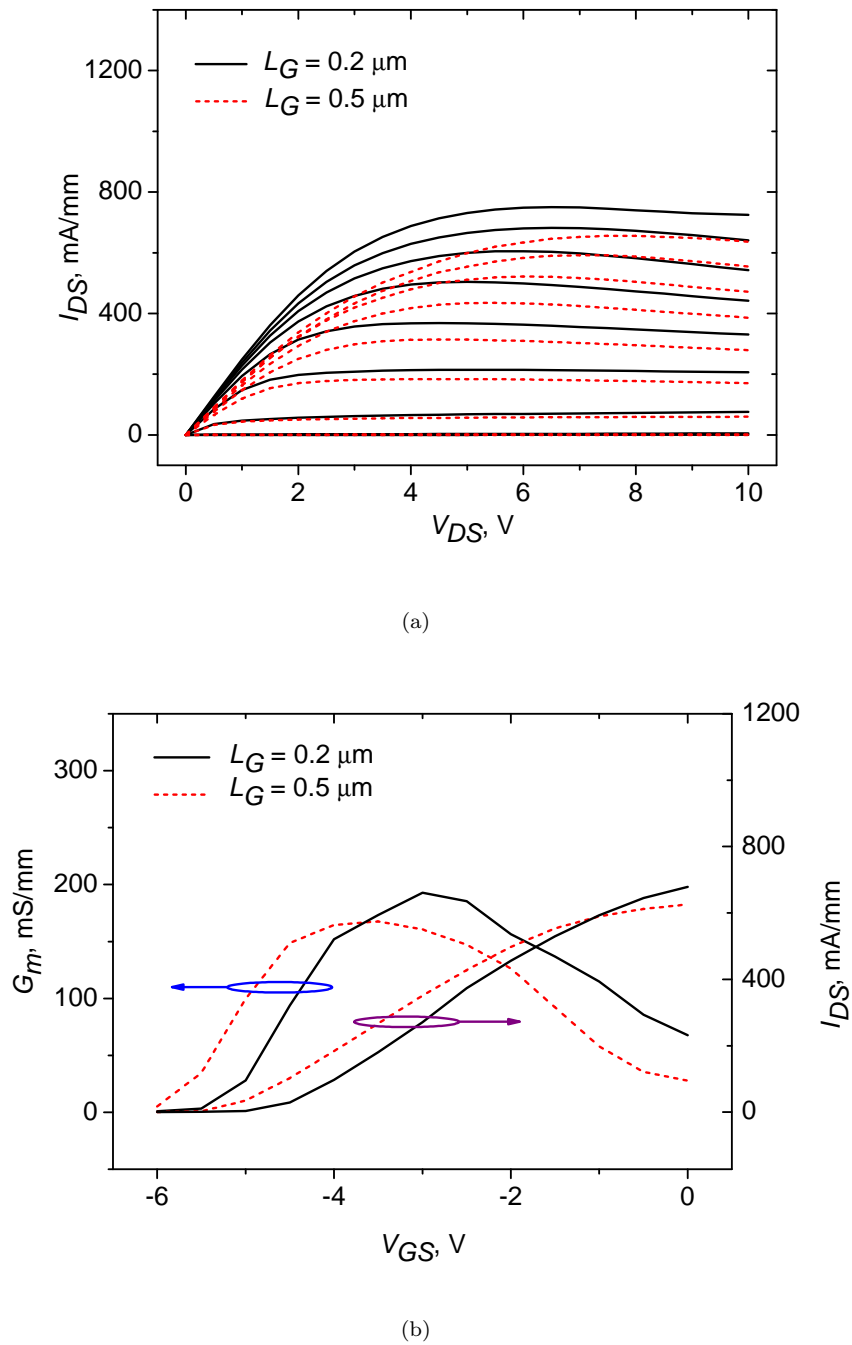 1200
L_G = 0.2 μm
L_G = 0.5 μm
800
400
0
I_DS, mA/mm
0 2 4 6 8 10
V_DS, V
(a)
L_G = 0.2 μm
L_G = 0.5 μm
300
200
100
0
G_m, mS/mm
1200
800
400
0
I_DS, mA/mm
-6 -4 -2 0
V_GS, V
(b)